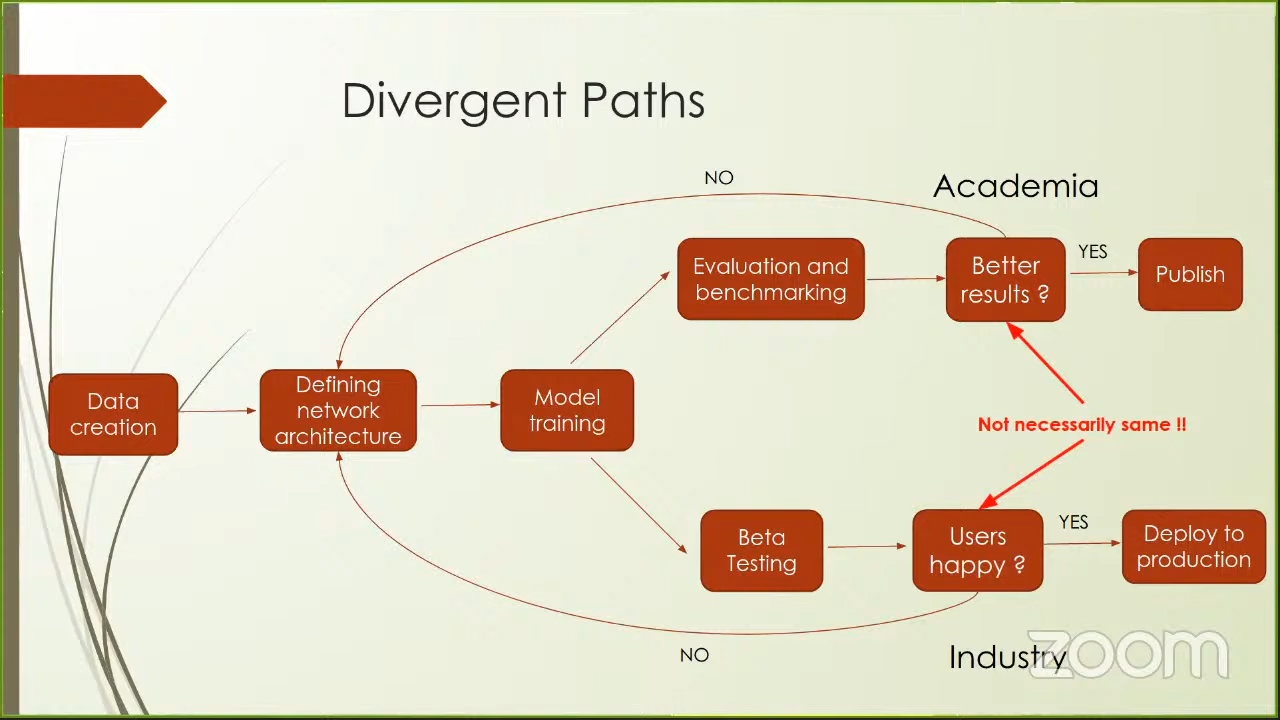 Divergent Paths
NO
Academia
Evaluation and
benchmarking
Better
results ?
YES
Publish
Data
creation
Defining
network
architecture
Model
training
Not necessarily same !!
Beta
Testing
Users
happy ?
YES
Deploy to
production
NO
Industry
zoom